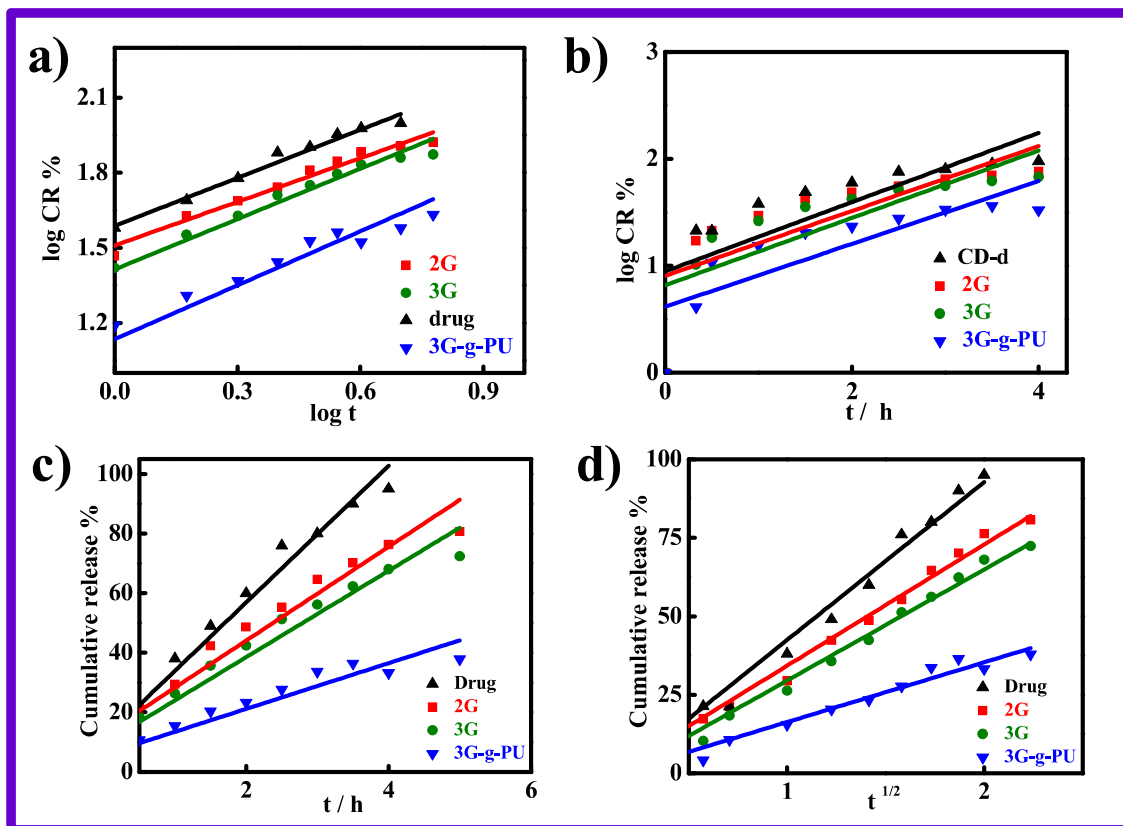 a)
log CR %
2.1
1.8
1.5
1.2
0.0
0.3
0.6
0.9
log t
2G
3G
drug
3G-g-PU
b)
log CR %
3
2
1
0
0
2
4
t / h
CD-d
2G
3G
3G-g-PU
c)
Cumulative release %
100
80
60
40
20
0
2
4
6
t / h
Drug
2G
3G
3G-g-PU
d)
Cumulative release %
100
75
50
25
0
1
2
t 1/2
Drug
2G
3G
3G-g-PU